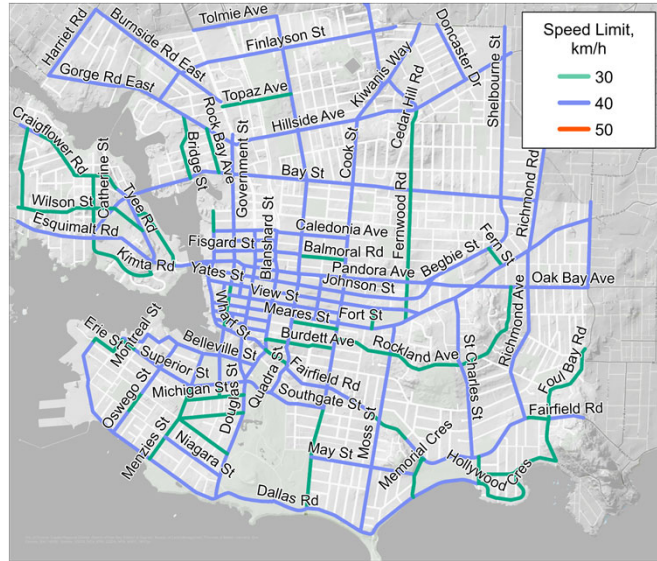 Speed Limit,
km/h
30
40
50
Tolmie Ave
Harriet Rd
Burnside Rd East
Finlayson St
Kiwanis Way
Doncaster Dr
Shelbourne St
Gorge Rd East
Topaz Ave
Hillside Ave
Cedar Hill Rd
Rock Bay Ave
Craigflower Rd
Catherine St
Bridge St
Government St
Bay St
Cook St
Richmond Rd
Wilson St
Tyee Rd
Fernwood Rd
Esquimalt Rd
Caledonia Ave
Fisgard St
Blanshard St
Balmoral Rd
Fern St
Begbie St
Kimta Rd
Pandora Ave
Yates St
Johnson St
Oak Bay Ave
View St
Wharf St
Meares St
Fort St
Erie St
Montreal St
Belleville St
Burdett Ave
Rockland Ave
St Charles St
Richmond Ave
Foul Bay Rd
Superior St
Quadra St
Fairfield Rd
Michigan St
Douglas St
Southgate St
Oswego St
Moss St
Fairfield Rd
Menzies St
Niagara St
May St
Memorial Cres
Hollywood Cres
Dallas Rd